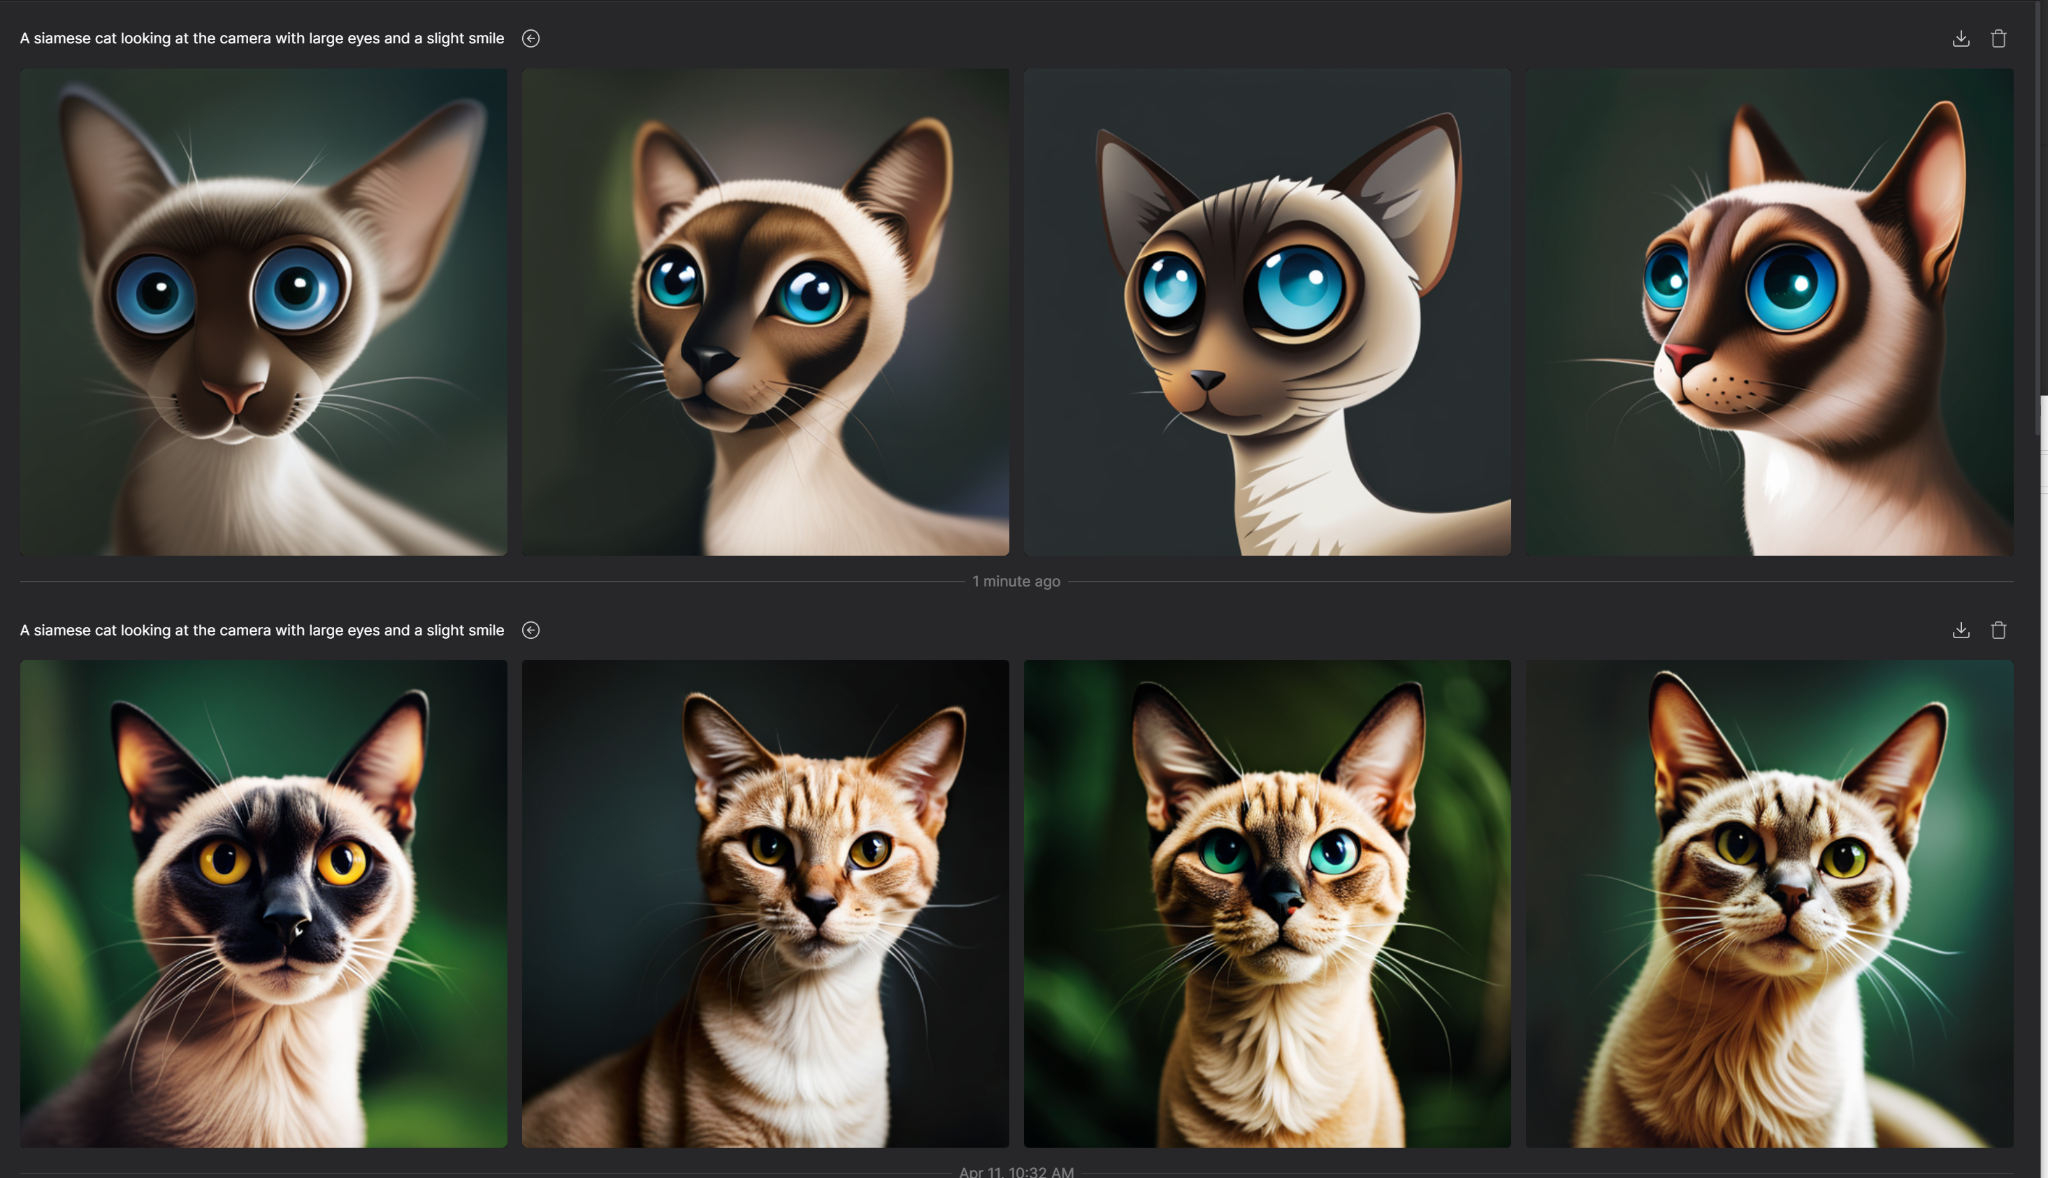 A siamese cat looking at the camera with large eyes and a slight smile
1 minute ago
A siamese cat looking at the camera with large eyes and a slight smile
Apr 11, 10:32 AM